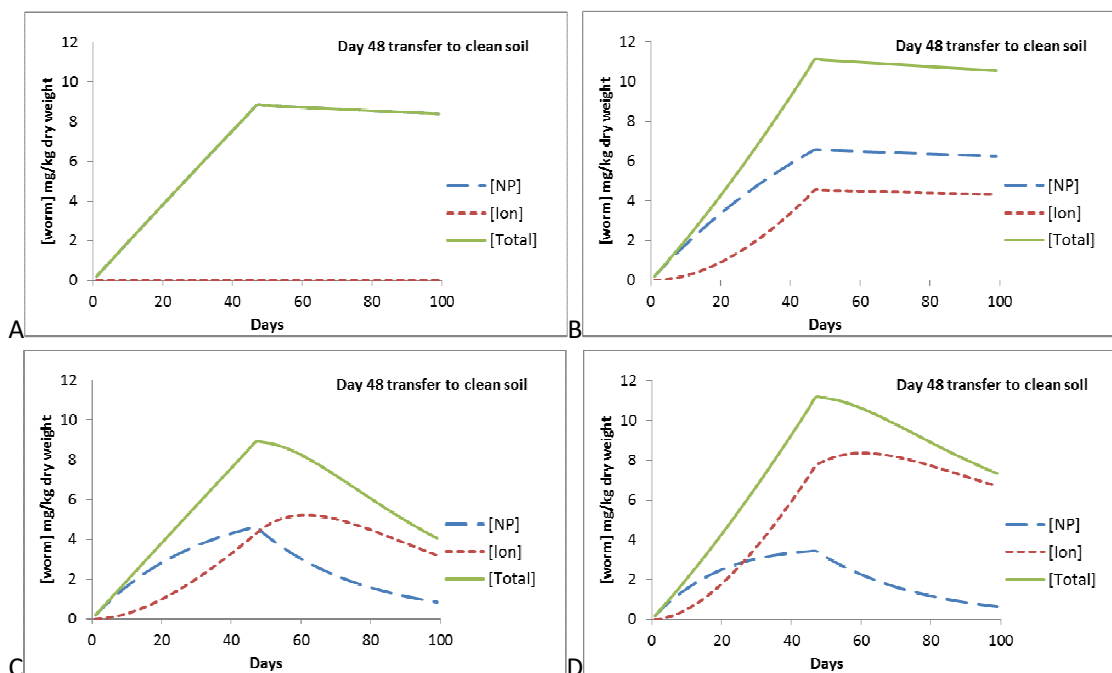 Day 48 transfer to clean soil
[worm] mg/kg dry weight
12
10
8
6
4
2
0
0 20 40 60 80 100
Days
[NP]
[Ion]
[Total]
A
Day 48 transfer to clean soil
[worm] mg/kg dry weight
12
10
8
6
4
2
0
0 20 40 60 80 100
Days
[NP]
[Ion]
[Total]
B
Day 48 transfer to clean soil
[worm] mg/kg dry weight
12
10
8
6
4
2
0
0 20 40 60 80 100
Days
[NP]
[Ion]
[Total]
C
Day 48 transfer to clean soil
[worm] mg/kg dry weight
12
10
8
6
4
2
0
0 20 40 60 80 100
Days
[NP]
[Ion]
[Total]
D